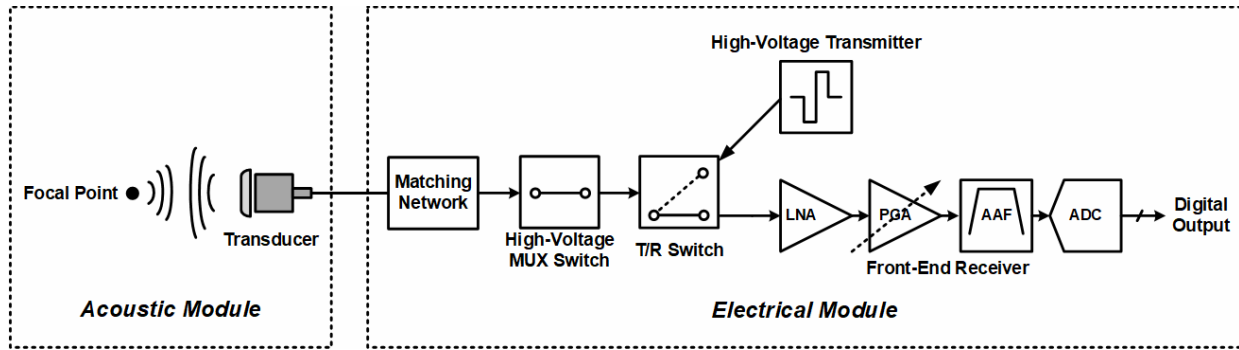 High-Voltage Transmitter
Focal Point
Transducer
Matching
Network
High-Voltage
MUX Switch
T/R Switch
LNA
PGA
AAF
ADC
Digital
Output
Front-End Receiver
Acoustic Module
Electrical Module